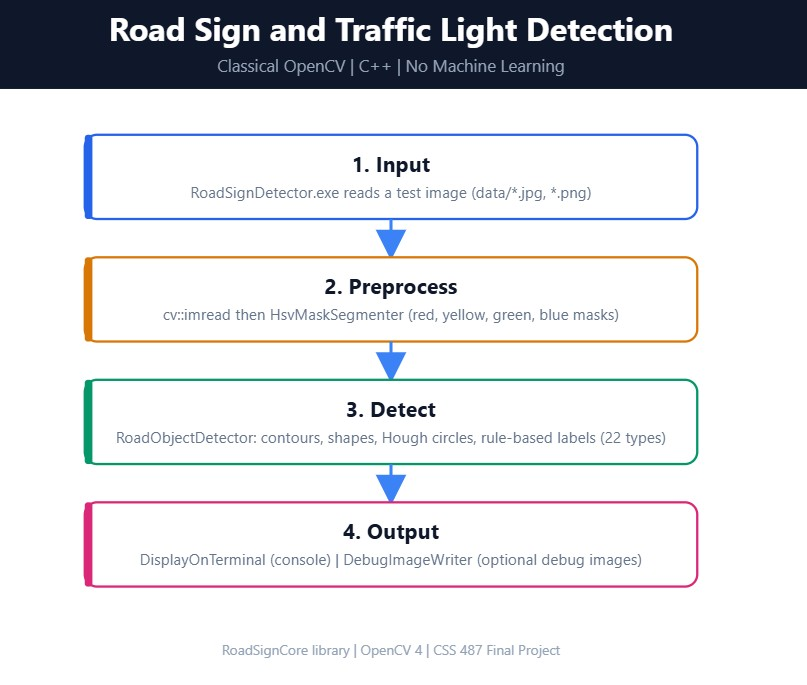 Road Sign and Traffic Light Detection
Classical OpenCV | C++ | No Machine Learning
1. Input
RoadSignDetector.exe reads a test image (data/*.jpg, *.png)
2. Preprocess
cv::imread then HsvMaskSegmenter (red, yellow, green, blue masks)
3. Detect
RoadObjectDetector: contours, shapes, Hough circles, rule-based labels (22 types)
4. Output
DisplayOnTerminal (console) | DebugImageWriter (optional debug images)
RoadSignCore library | OpenCV 4 | CSS 487 Final Project